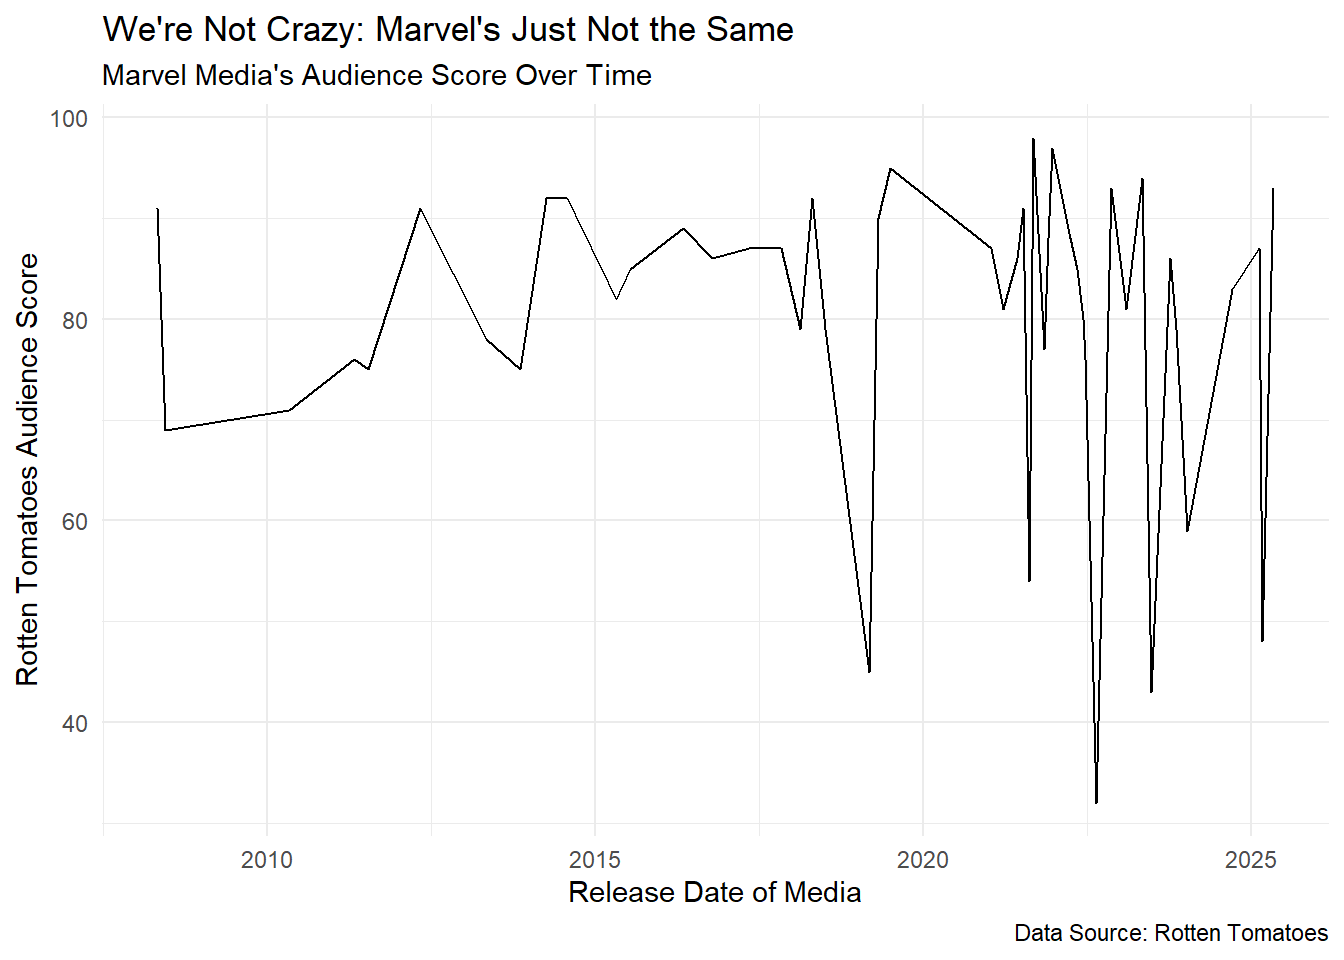 We're Not Crazy: Marvel's Just Not the Same
Marvel Media's Audience Score Over Time
Rotten Tomatoes Audience Score
100
80
60
40
2010
2015
2020
2025
Release Date of Media
Data Source: Rotten Tomatoes